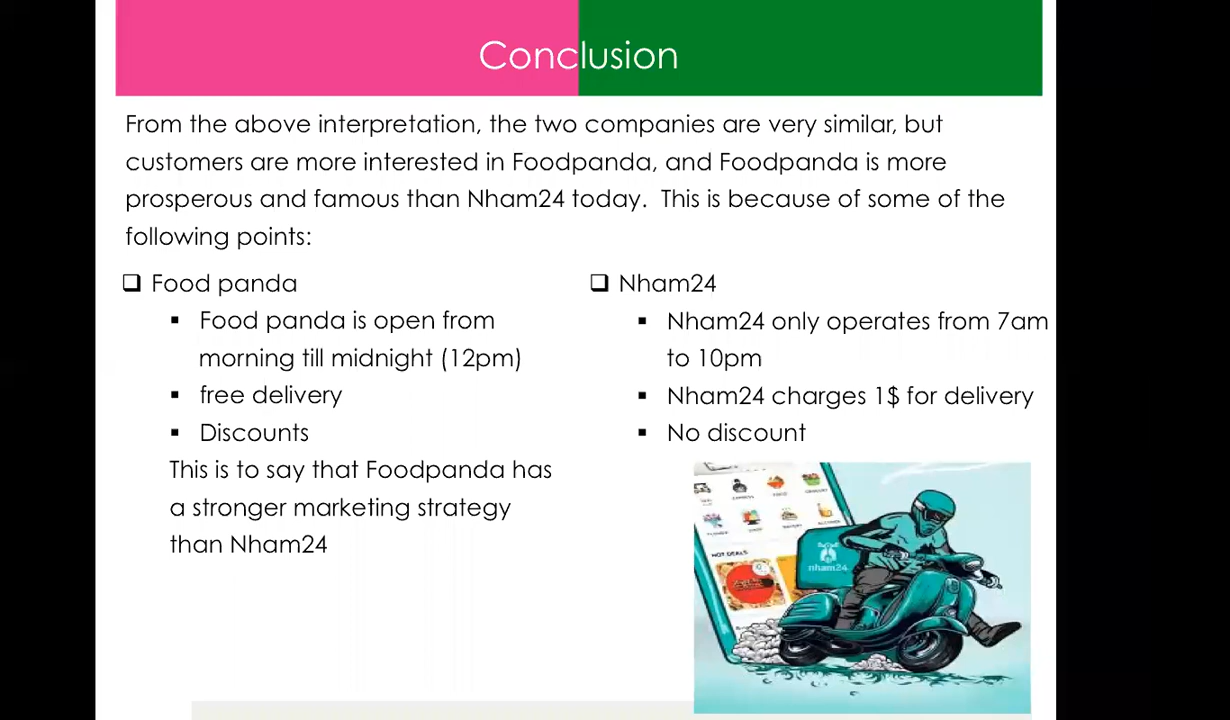 Conclusion
From the above interpretation, the two companies are very similar, but
customers are more interested in Foodpanda, and Foodpanda is more
prosperous and famous than Nham24 today.  This is because of some of the
following points:
❑ Food panda
▪ Food panda is open from
morning till midnight (12pm)
▪ free delivery
▪ Discounts
This is to say that Foodpanda has
a stronger marketing strategy
than Nham24
❑ Nham24
▪ Nham24 only operates from 7am
to 10pm
▪ Nham24 charges 1$ for delivery
▪ No discount
HOT DEALS
nham24